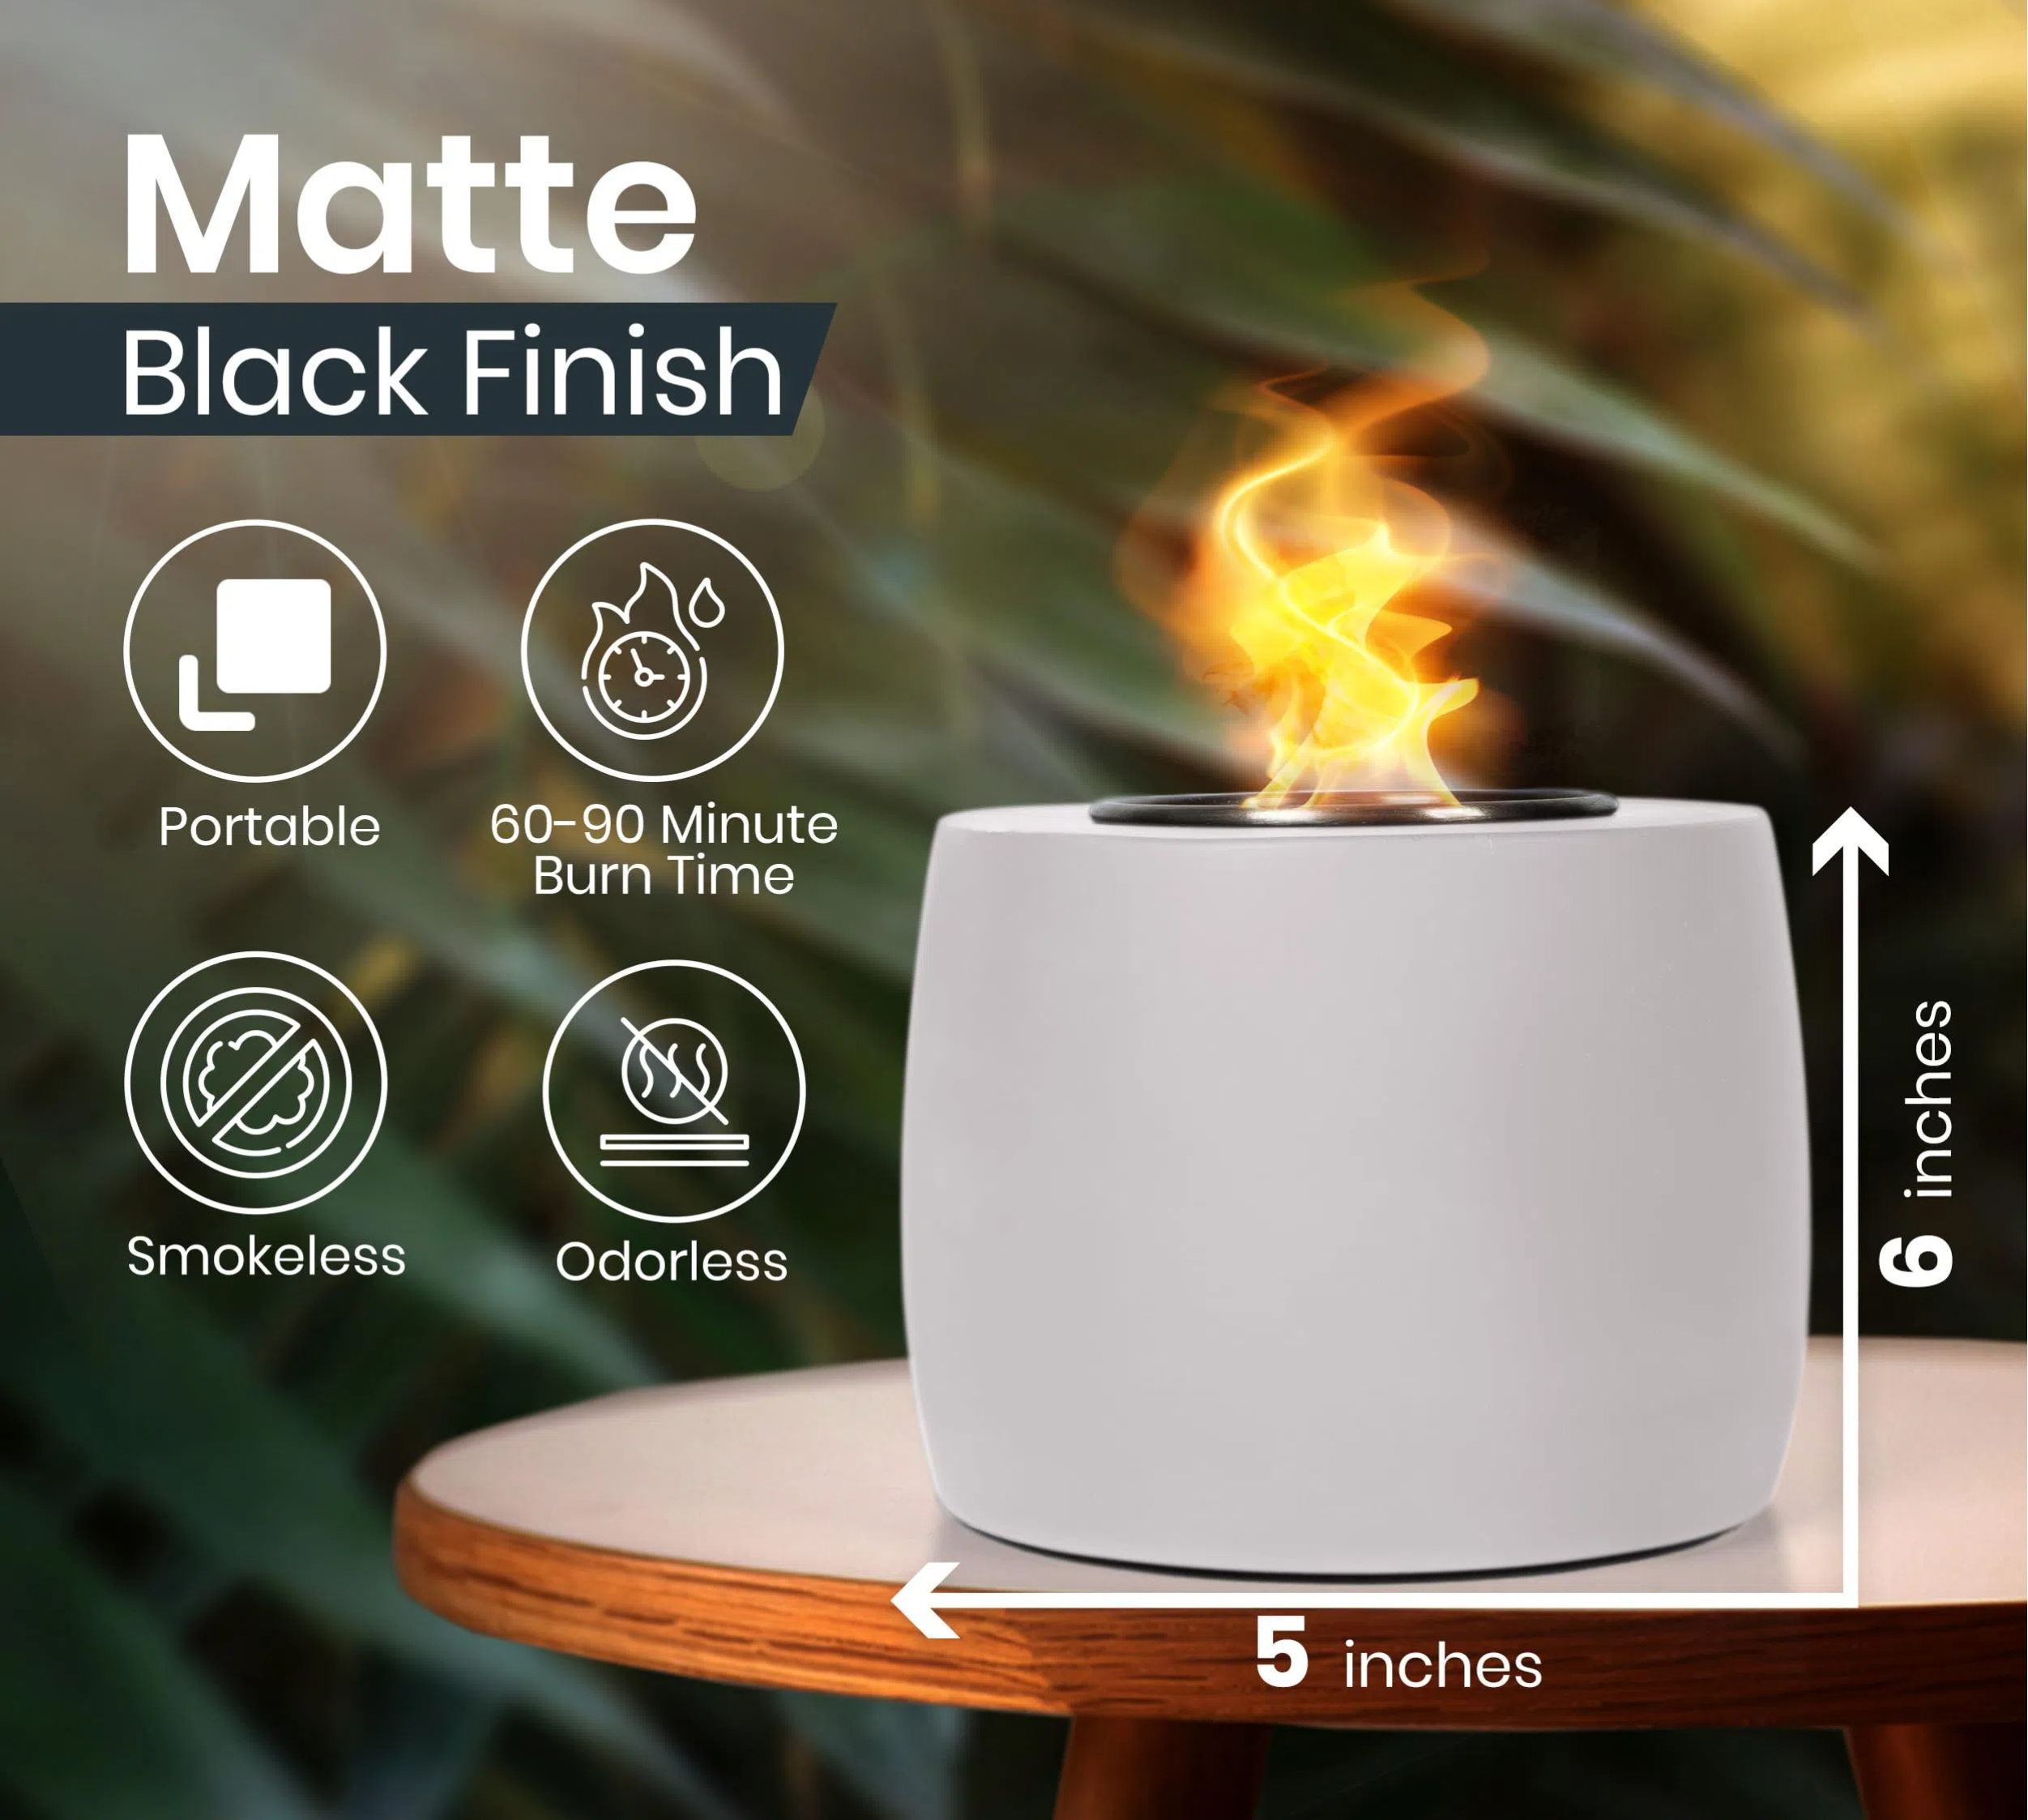 Matte
Black Finish
Portable
60-90 Minute
Burn Time
Smokeless
Odorless
6 inches
5 inches